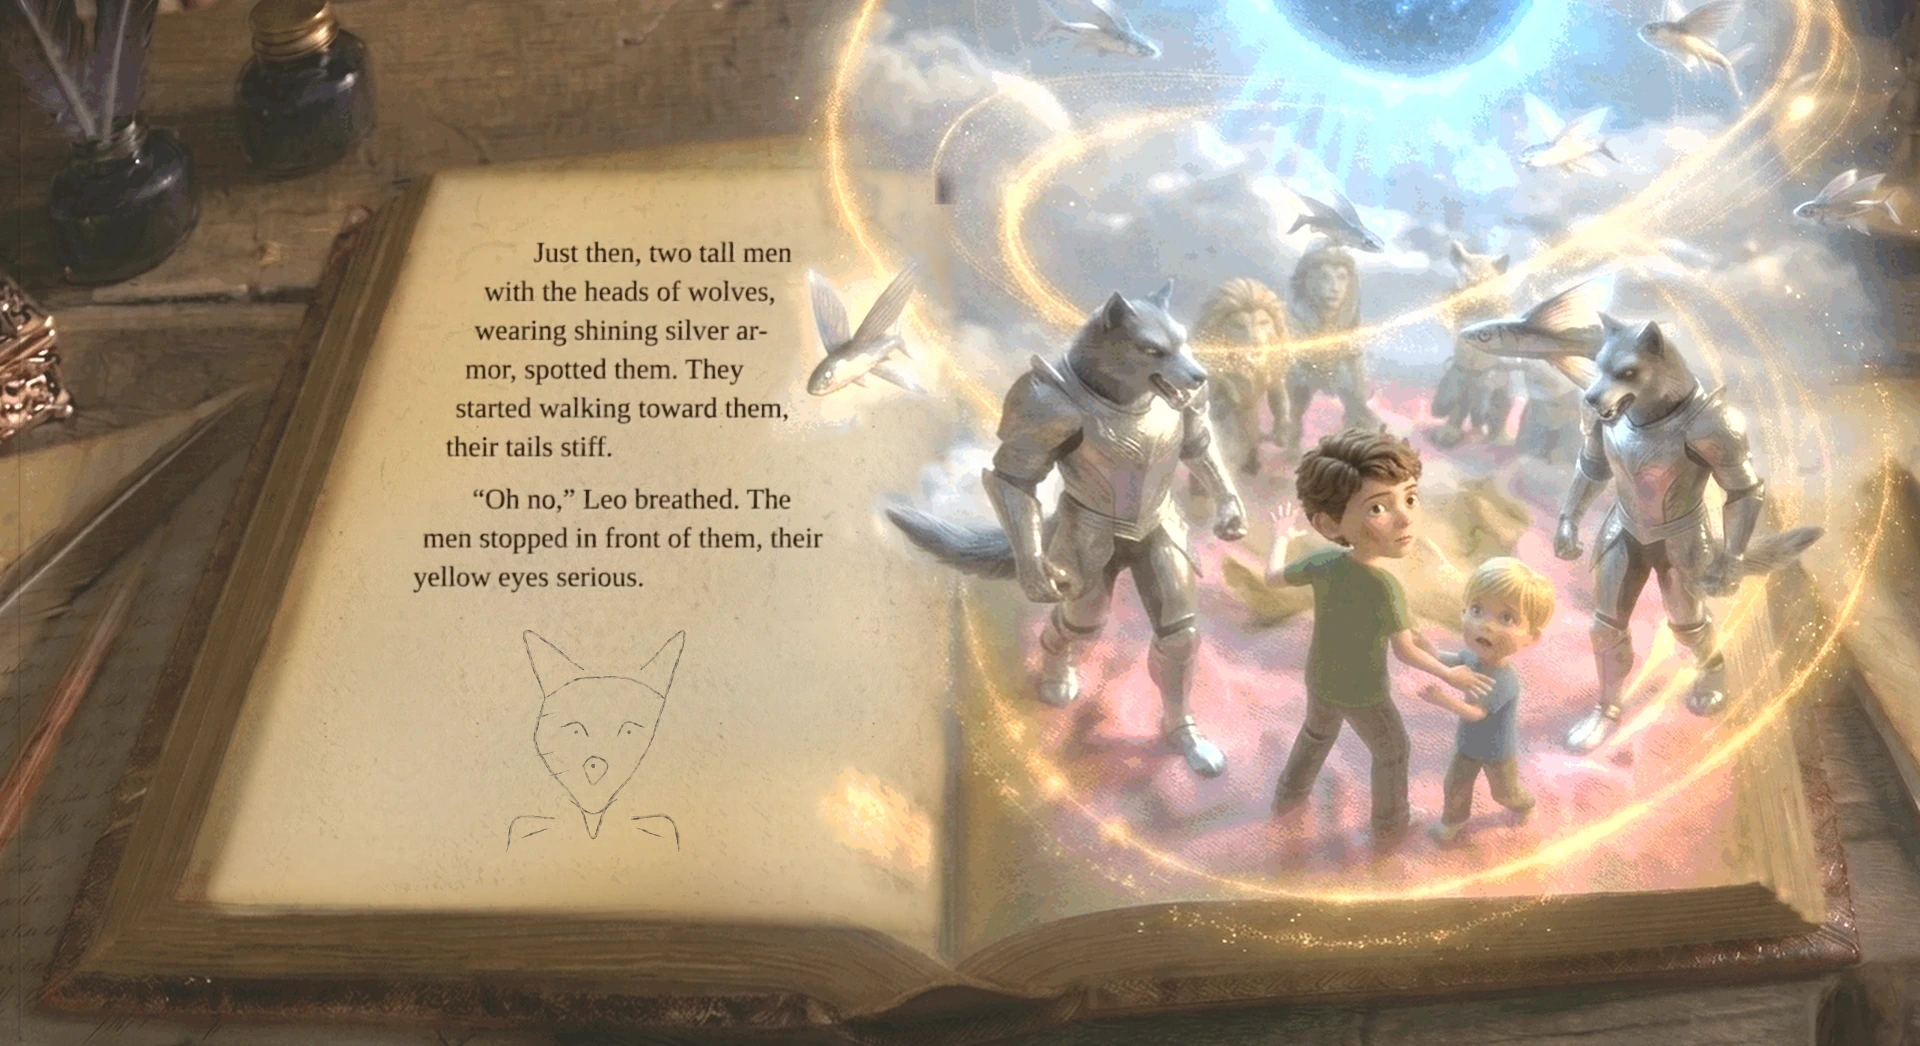 Just then, two tall men
with the heads of wolves,
wearing shining silver ar-
mor, spotted them. They
started walking toward them,
their tails stiff.
“Oh no,” Leo breathed. The
men stopped in front of them, their
yellow eyes serious.